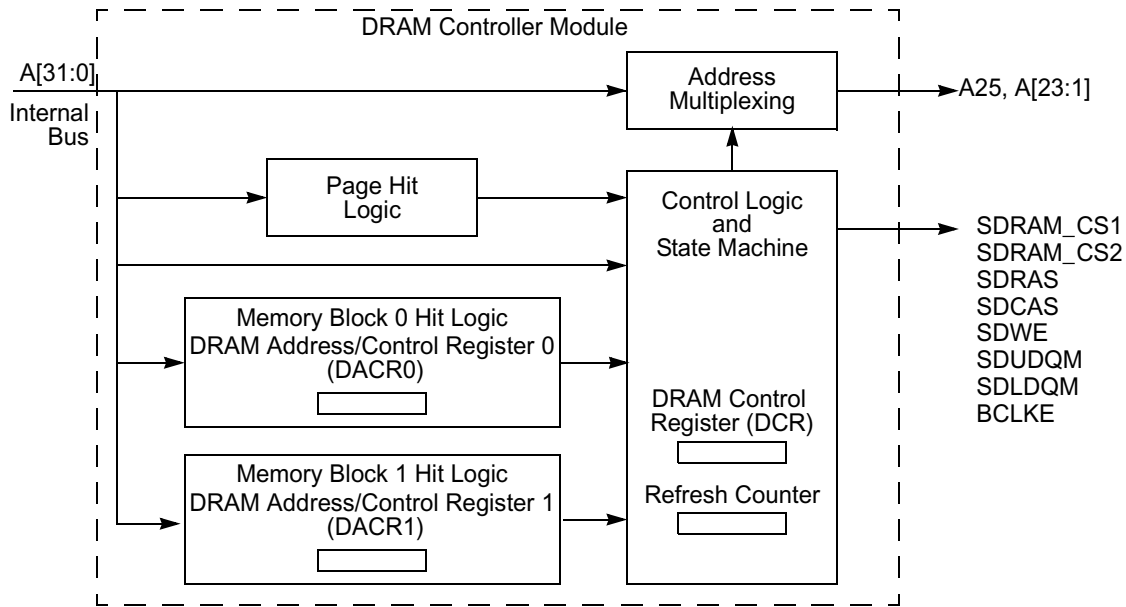 DRAM Controller Module
A[31:0]
Internal
Bus
Address
Multiplexing
A25, A[23:1]
Page Hit
Logic
Control Logic
and
State Machine
SDRAM_CS1
SDRAM_CS2
SDRAS
SDCAS
SDWE
SDUDQM
SDLDQM
BCLKE
Memory Block 0 Hit Logic
DRAM Address/Control Register 0
(DACR0)
DRAM Control
Register (DCR)
Refresh Counter
Memory Block 1 Hit Logic
DRAM Address/Control Register 1
(DACR1)